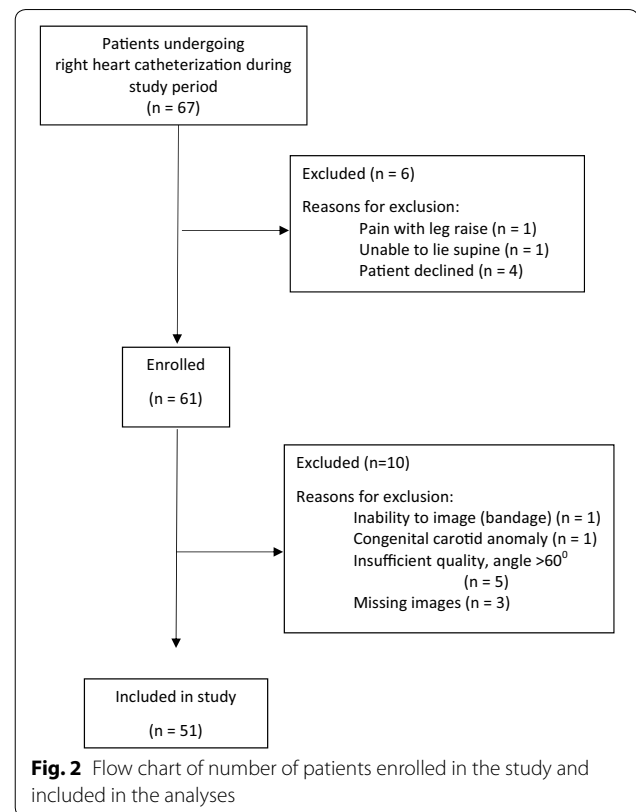 Patients undergoing
right heart catheterization during
study period
(n = 67)
Excluded (n = 6)
Reasons for exclusion:
Pain with leg raise (n = 1)
Unable to lie supine (n = 1)
Patient declined (n = 4)
Enrolled
(n = 61)
Excluded (n=10)
Reasons for exclusion:
Inability to image (bandage) (n = 1)
Congenital carotid anomaly (n = 1)
Insufficient quality, angle >60⁰
(n = 5)
Missing images (n = 3)
Included in study
(n = 51)
Fig. 2 Flow chart of number of patients enrolled in the study and
included in the analyses